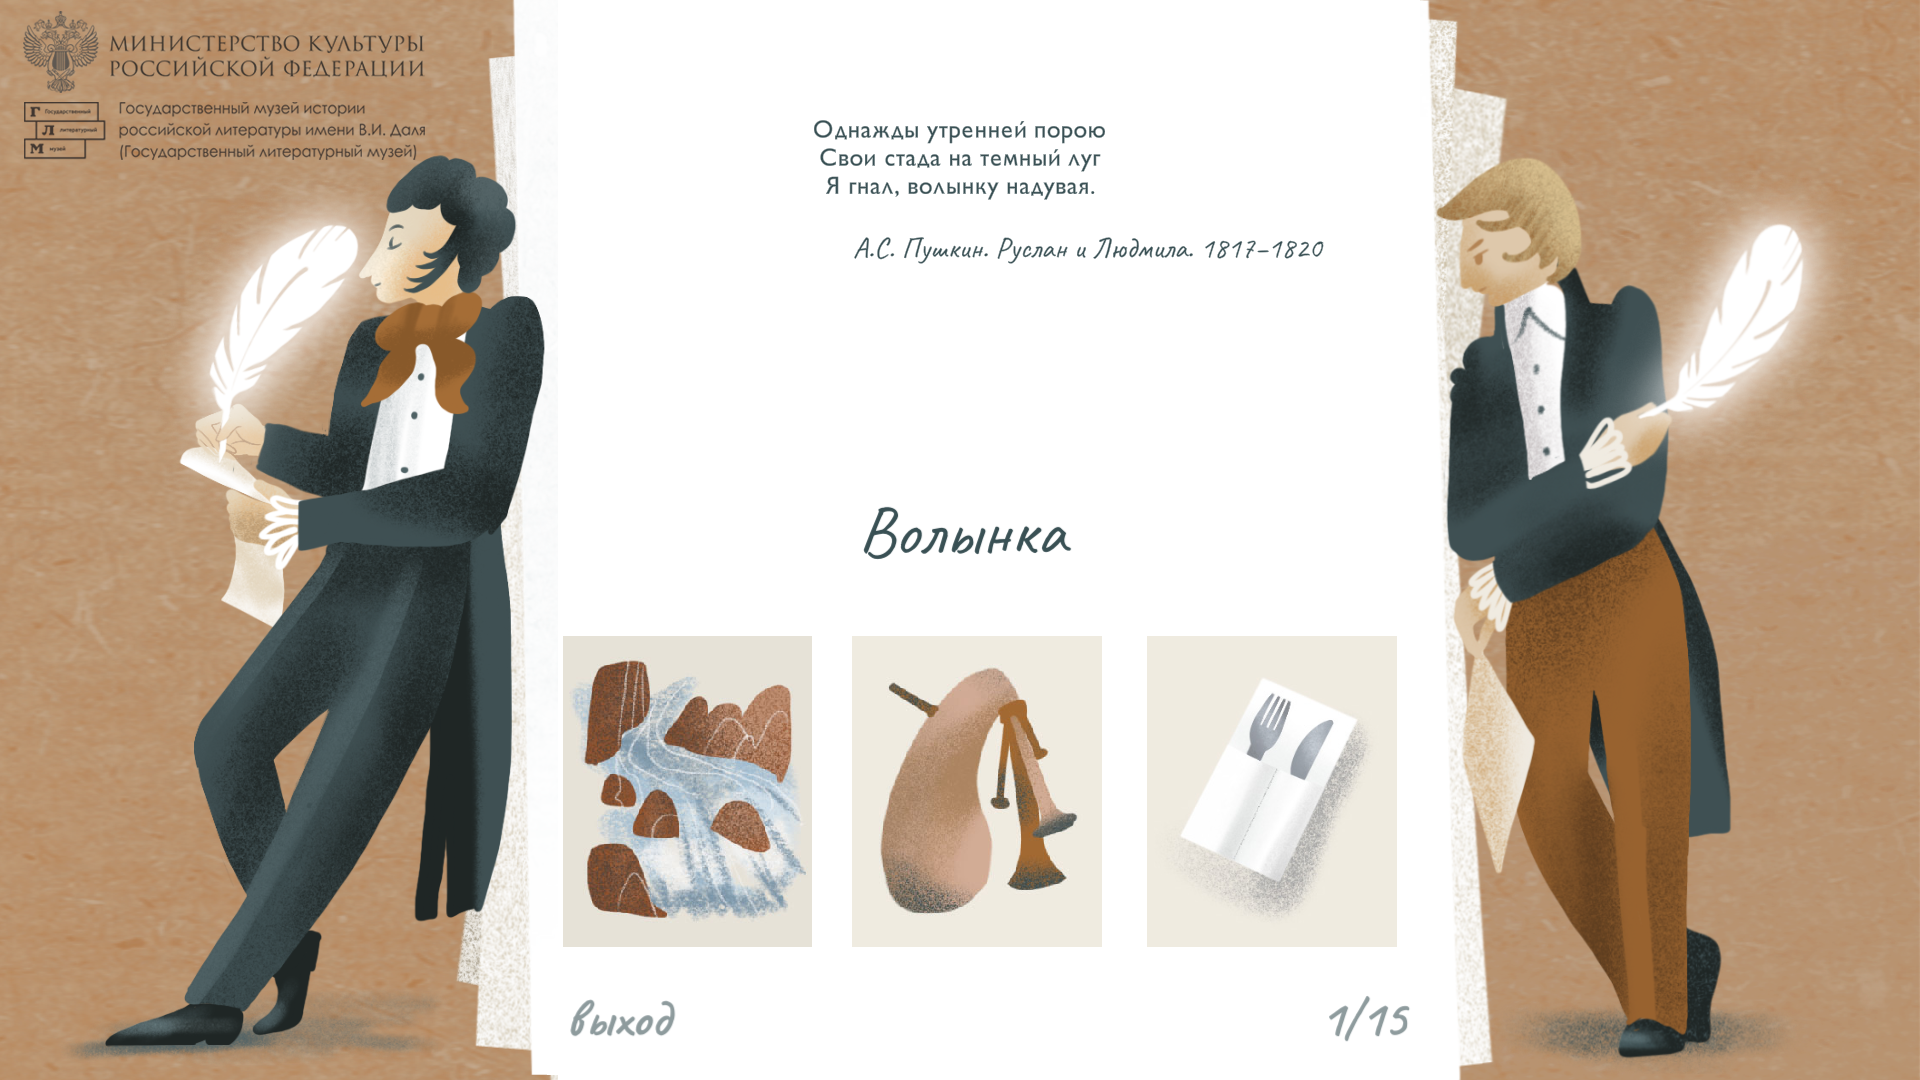 МИНИСТЕРСТВО КУЛЬТУРЫ
РОССИЙСКОЙ ФЕДЕРАЦИИ
Г Государственный
Л литературный
М музей
Государственный музей истории
российской литературы имени В.И. Даля
(Государственный литературный музей)
Однажды утренней порою
Свои стада на темный луг
Я гнал, волынку надувая.
А.С. Пушкин. Руслан и Людмила. 1817–1820
Волынка
выход
1/15